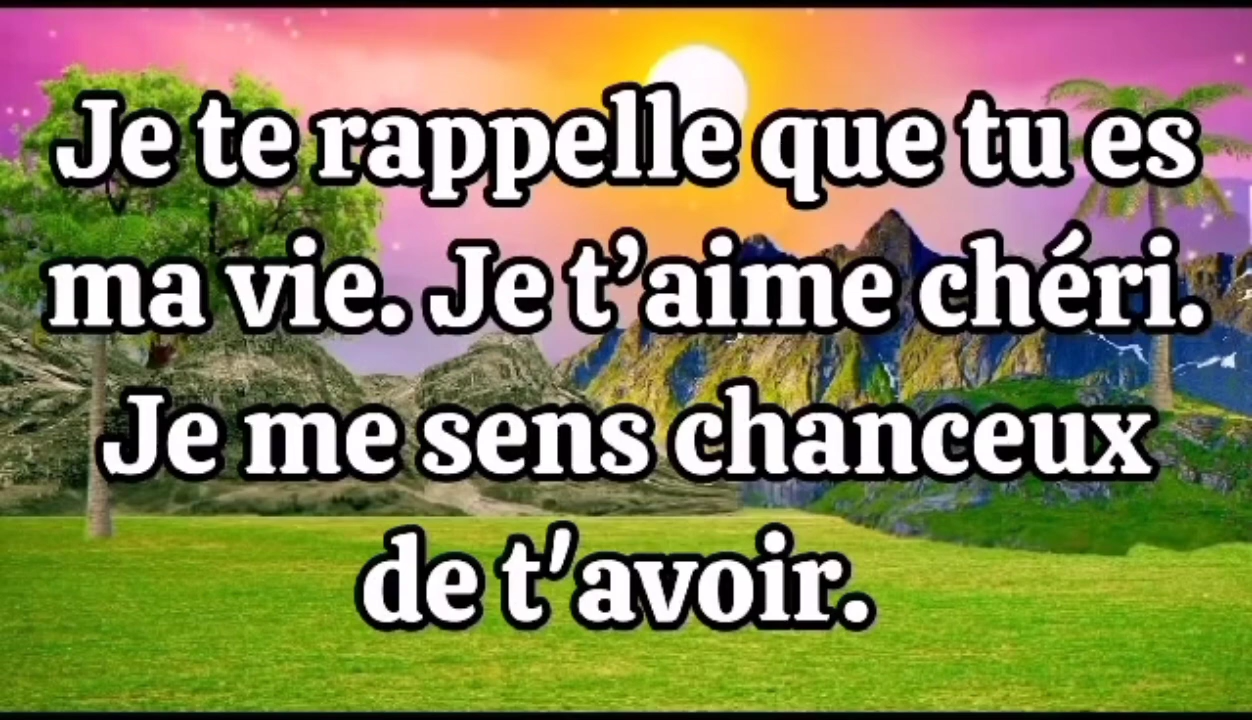 Je te rappelle que tu es
ma vie. Je t’aime chéri.
Je me sens chanceux
de t'avoir.